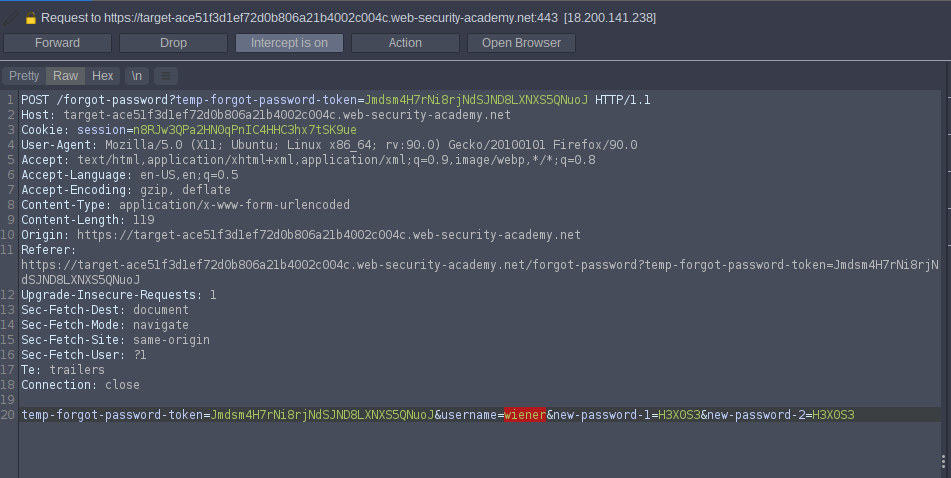 Request to https://target-ace51f3d1ef72d0b806a21b4002c004c.web-security-academy.net:443 [18.200.141.238]
Forward Drop Intercept is on Action Open Browser
Pretty Raw Hex \n
1 POST /forgot-password?temp-forgot-password-token=Jmdsm4H7rNi8rjNdSJND8LXNXS5QNuoJ HTTP/1.1
2 Host: target-ace51f3d1ef72d0b806a21b4002c004c.web-security-academy.net
3 Cookie: session=n8RJw3QPa2HNOqPnIC4HHC3hx7tSK9ue
4 User-Agent: Mozilla/5.0 (X11; Ubuntu; Linux x86_64; rv:90.0) Gecko/20100101 Firefox/90.0
5 Accept: text/html,application/xhtml+xml,application/xml;q=0.9,image/webp,*/*;q=0.8
6 Accept-Language: en-US,en;q=0.5
7 Accept-Encoding: gzip, deflate
8 Content-Type: application/x-www-form-urlencoded
9 Content-Length: 119
10 Origin: https://target-ace51f3d1ef72d0b806a21b4002c004c.web-security-academy.net
11 Referer:
https://target-ace51f3d1ef72d0b806a21b4002c004c.web-security-academy.net/forgot-password?temp-forgot-password-token=Jmdsm4H7rNi8rjN
dSJND8LXNXS5QNuoJ
12 Upgrade-Insecure-Requests: 1
13 Sec-Fetch-Dest: document
14 Sec-Fetch-Mode: navigate
15 Sec-Fetch-Site: same-origin
16 Sec-Fetch-User: ?1
17 Te: trailers
18 Connection: close
19
20 temp-forgot-password-token=Jmdsm4H7rNi8rjNdSJND8LXNXS5QNuoJ&username=wiener&new-password-1=H3X0S3&new-password-2=H3X0S3